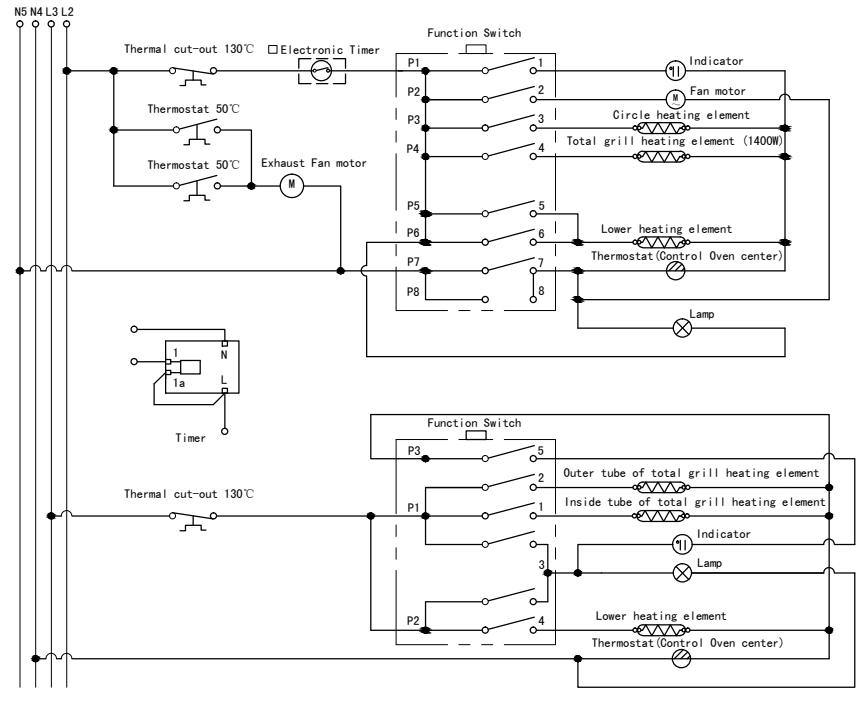 N5 N4 L3 L2
Function Switch
Thermal cut-out 130℃
□Electronic Timer
P1
1
Indicator
P2
2
Fan motor
M
~
Thermostat 50℃
P3
3
Circle heating element
P4
4
Total grill heating element (1400W)
Thermostat 50℃
Exhaust Fan motor
M
P5
5
P6
6
Lower heating element
P7
7
Thermostat(Control Oven center)
P8
8
Lamp
1
N
1a
L
Timer
Function Switch
P3
5
2
Outer tube of total grill heating element
Thermal cut-out 130℃
P1
1
Inside tube of total grill heating element
Indicator
3
Lamp
P2
4
Lower heating element
Thermostat(Control Oven center)